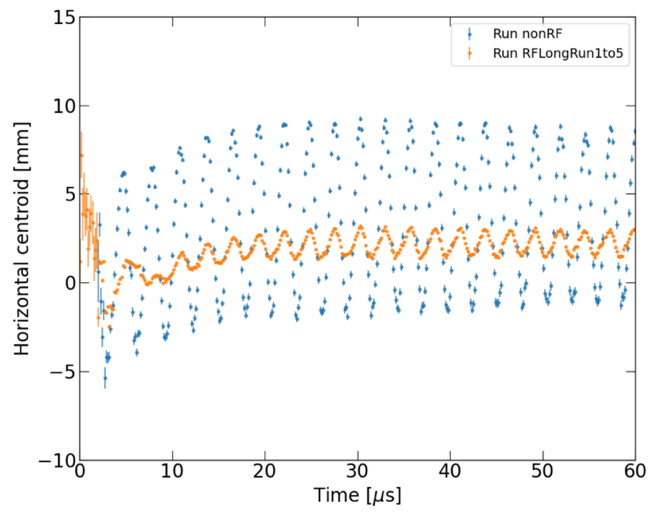 15
10
5
0
−5
−10
Horizontal centroid [mm]
Run nonRF
Run RFLongRun1to5
0 10 20 30 40 50 60
Time [μs]